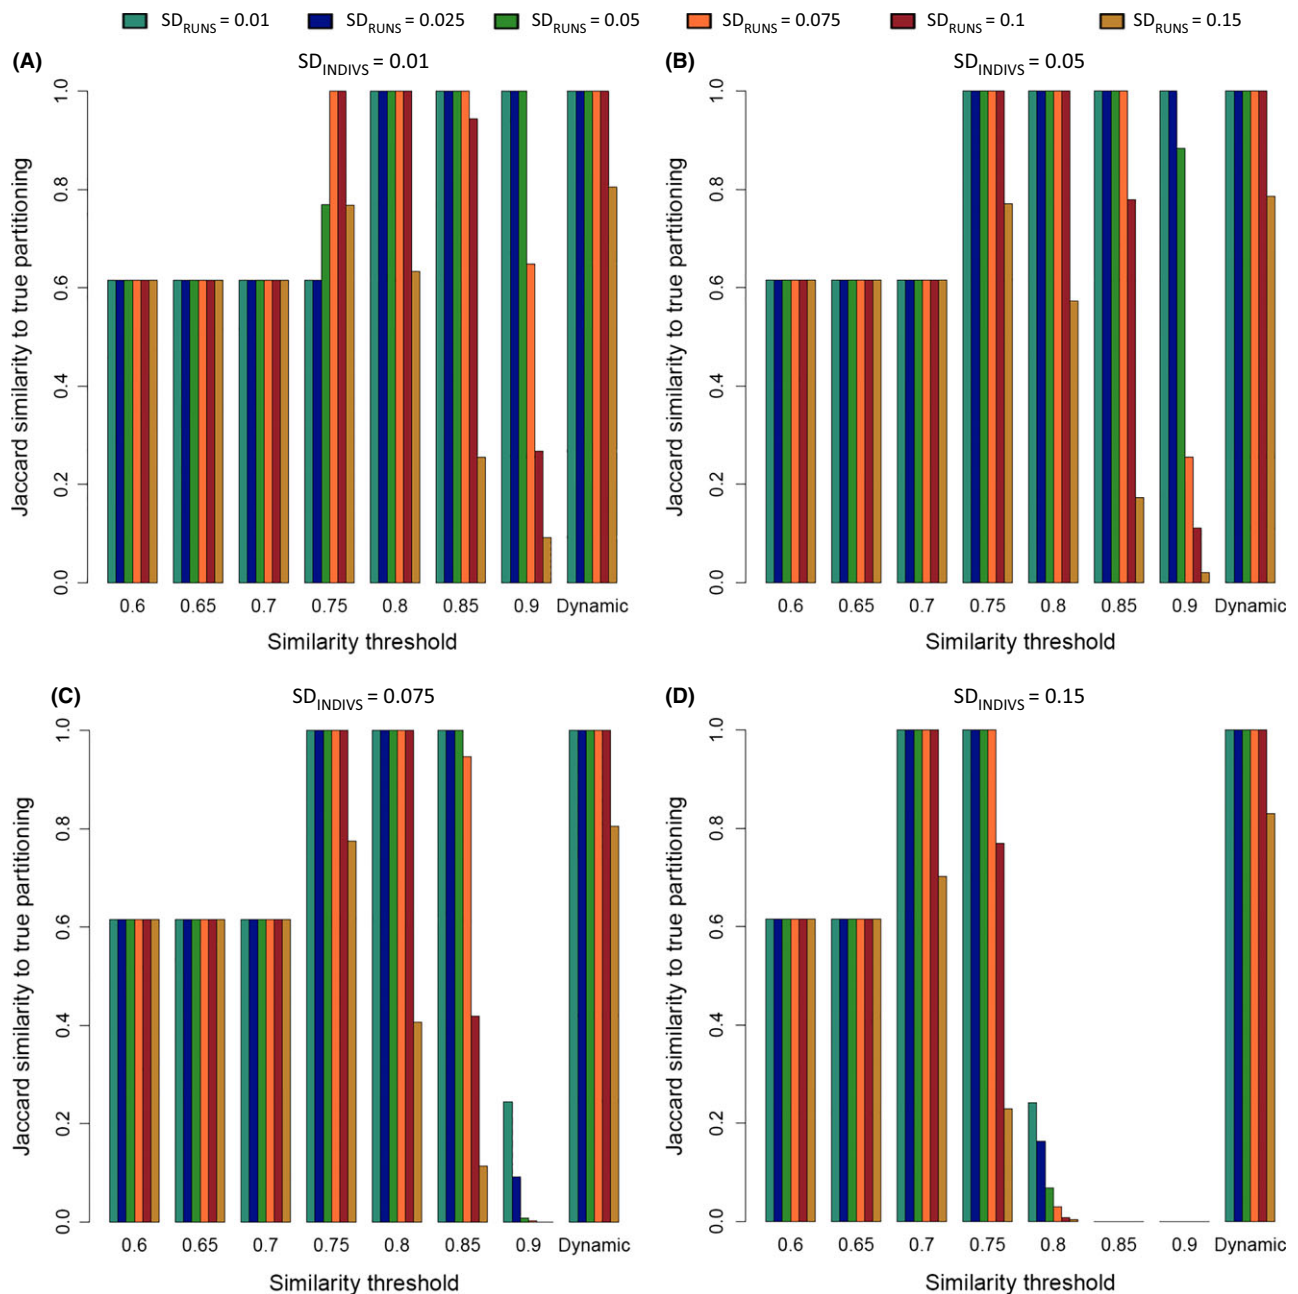 SD_RUNS = 0.01 SD_RUNS = 0.025 SD_RUNS = 0.05 SD_RUNS = 0.075 SD_RUNS = 0.1 SD_RUNS = 0.15
(A) SD_INDIVS = 0.01
Jaccard similarity to true partitioning
1.0
0.8
0.6
0.4
0.2
0.0
0.6 0.65 0.7 0.75 0.8 0.85 0.9 Dynamic
Similarity threshold
(B) SD_INDIVS = 0.05
Jaccard similarity to true partitioning
1.0
0.8
0.6
0.4
0.2
0.0
0.6 0.65 0.7 0.75 0.8 0.85 0.9 Dynamic
Similarity threshold
(C) SD_INDIVS = 0.075
Jaccard similarity to true partitioning
1.0
0.8
0.6
0.4
0.2
0.0
0.6 0.65 0.7 0.75 0.8 0.85 0.9 Dynamic
Similarity threshold
(D) SD_INDIVS = 0.15
Jaccard similarity to true partitioning
1.0
0.8
0.6
0.4
0.2
0.0
0.6 0.65 0.7 0.75 0.8 0.85 0.9 Dynamic
Similarity threshold